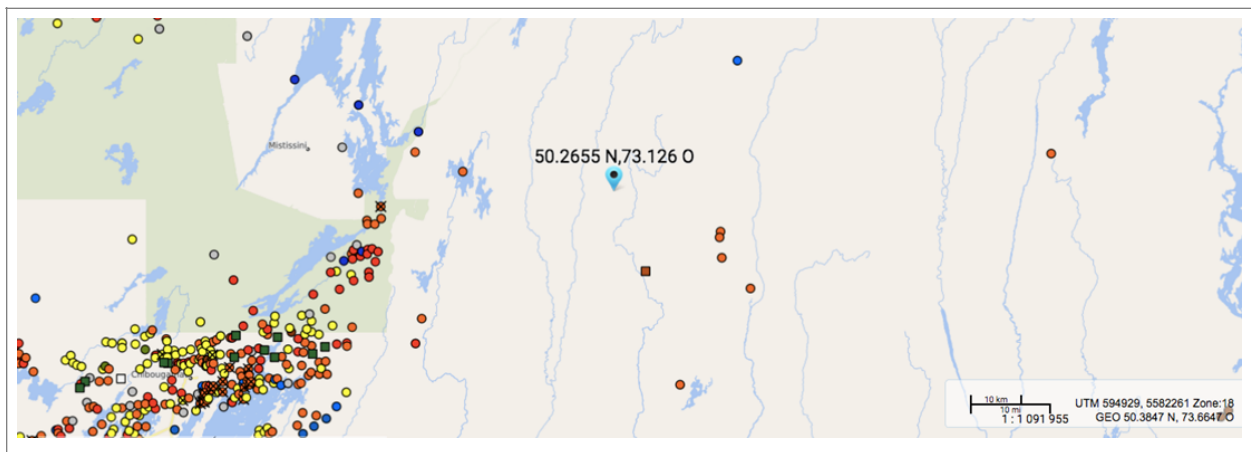 Mistissini
50.2655 N,73.126 O
10 km
10 mi
UTM 594929, 5582261 Zone:18
1 : 1 091 955
GEO 50.3847 N, 73.6647 O